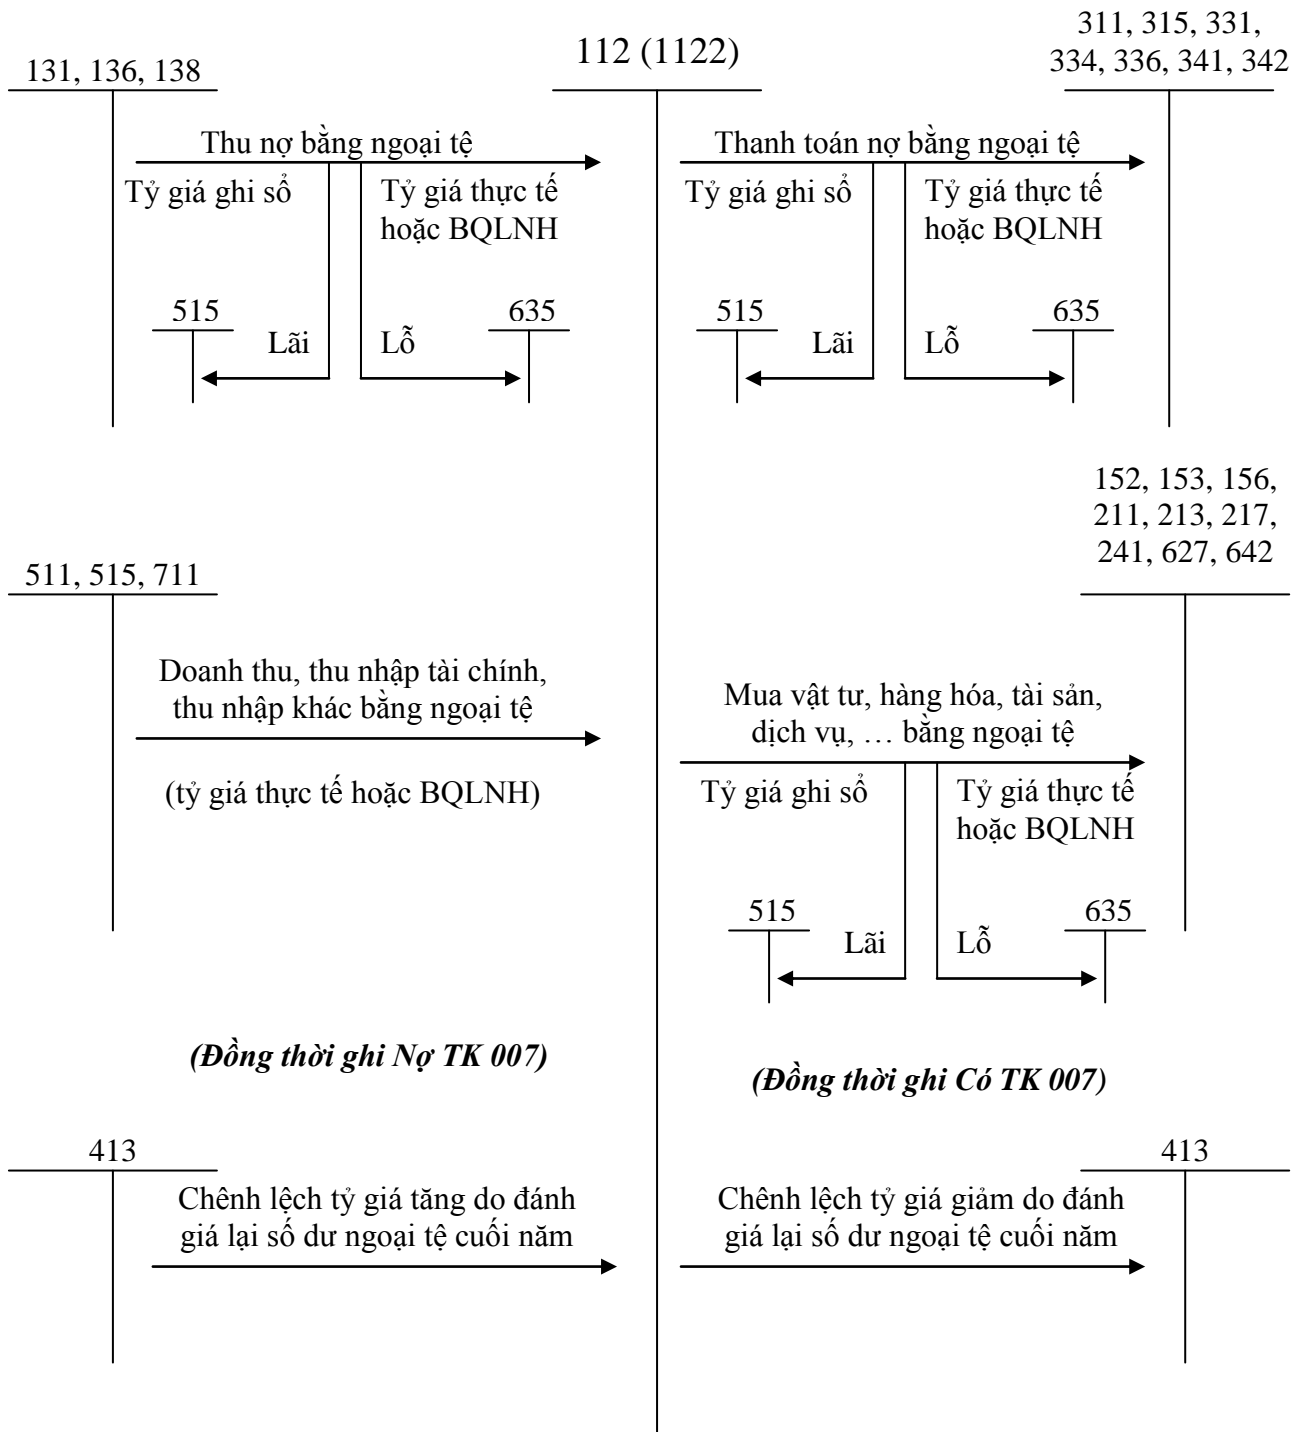 131, 136, 138
112 (1122)
311, 315, 331,
334, 336, 341, 342
Thu nợ bằng ngoại tệ
Tỷ giá ghi sổ
Tỷ giá thực tế
hoặc BQLNH
515
Lãi
Lỗ
635
Thanh toán nợ bằng ngoại tệ
Tỷ giá ghi sổ
Tỷ giá thực tế
hoặc BQLNH
515
Lãi
Lỗ
635
511, 515, 711
Doanh thu, thu nhập tài chính,
thu nhập khác bằng ngoại tệ
(tỷ giá thực tế hoặc BQLNH)
152, 153, 156,
211, 213, 217,
241, 627, 642
Mua vật tư, hàng hóa, tài sản,
dịch vụ, … bằng ngoại tệ
Tỷ giá ghi sổ
Tỷ giá thực tế
hoặc BQLNH
515
Lãi
Lỗ
635
(Đồng thời ghi Nợ TK 007)
(Đồng thời ghi Có TK 007)
413
Chênh lệch tỷ giá tăng do đánh
giá lại số dư ngoại tệ cuối năm
413
Chênh lệch tỷ giá giảm do đánh
giá lại số dư ngoại tệ cuối năm